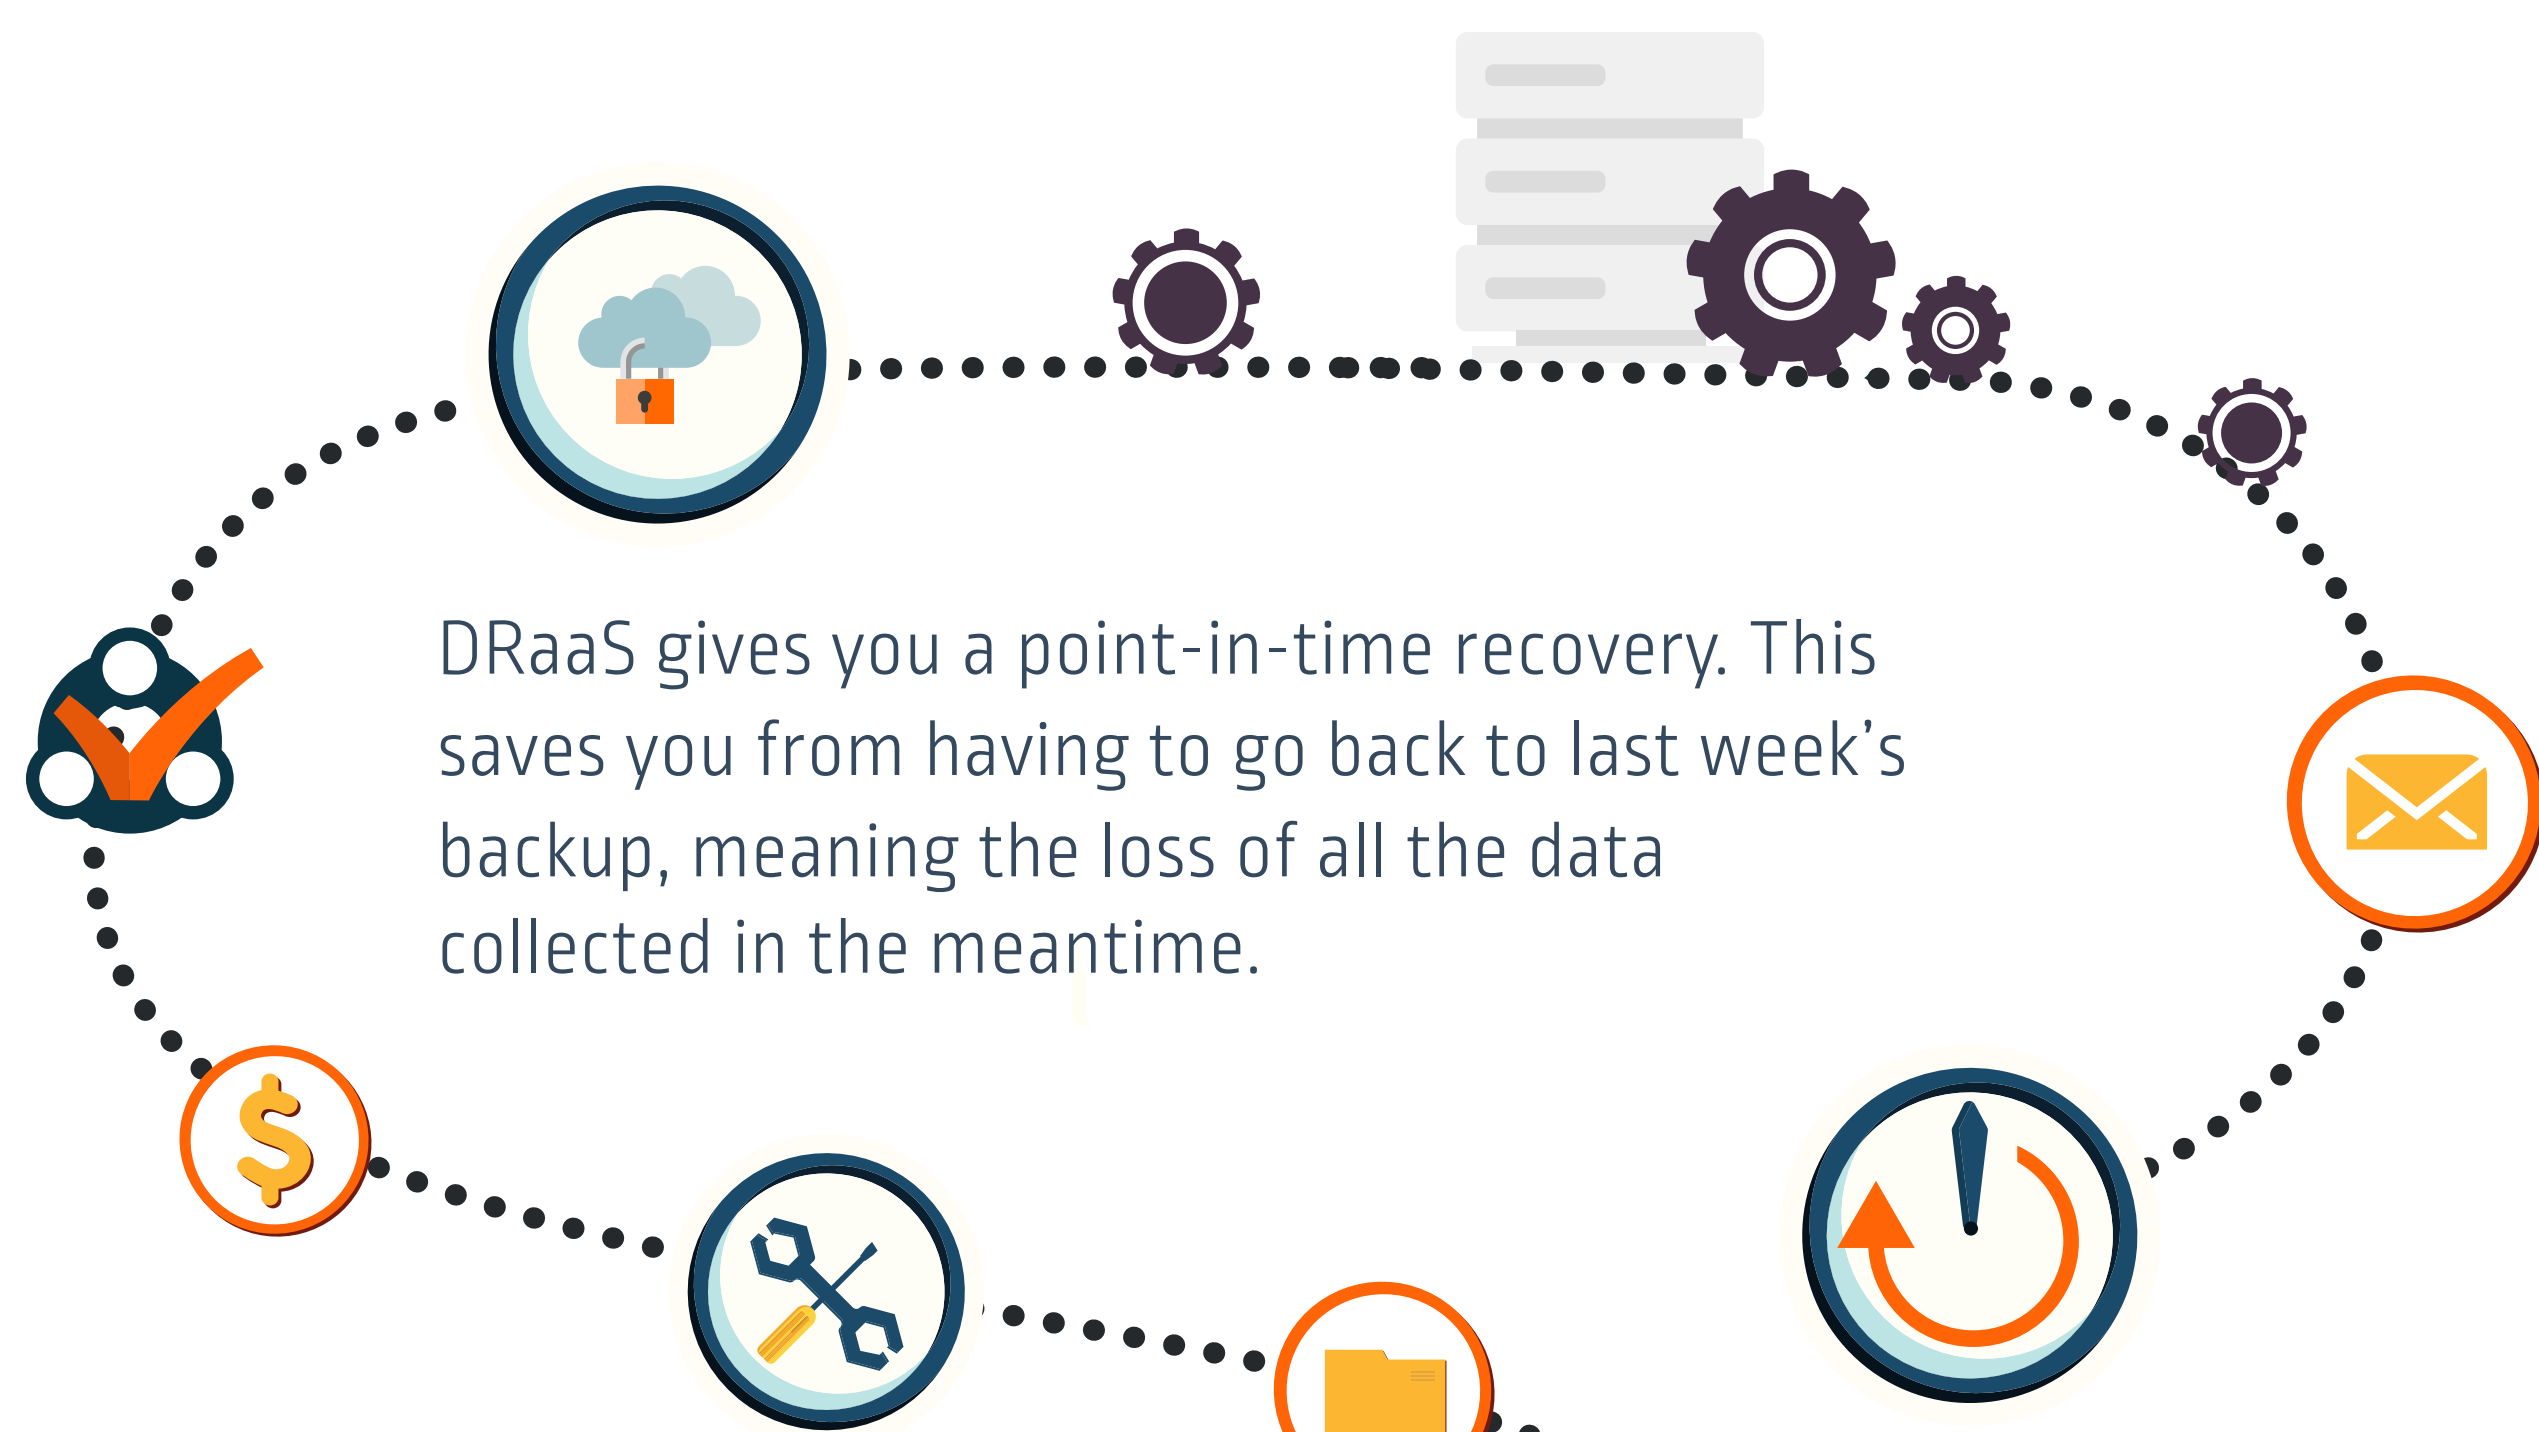 DRaaS gives you a point-in-time recovery. This
saves you from having to go back to last week’s
backup, meaning the loss of all the data
collected in the meantime.